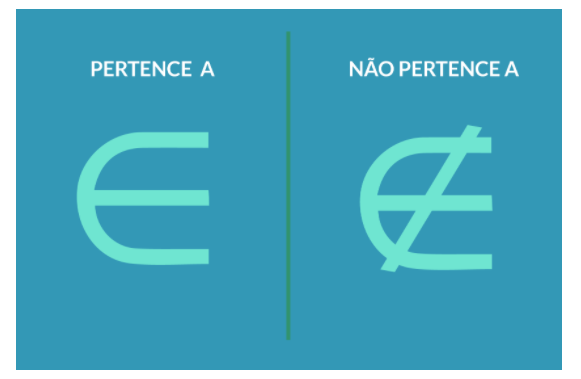 PERTENCE A
NÃO PERTENCE A
∈
∉